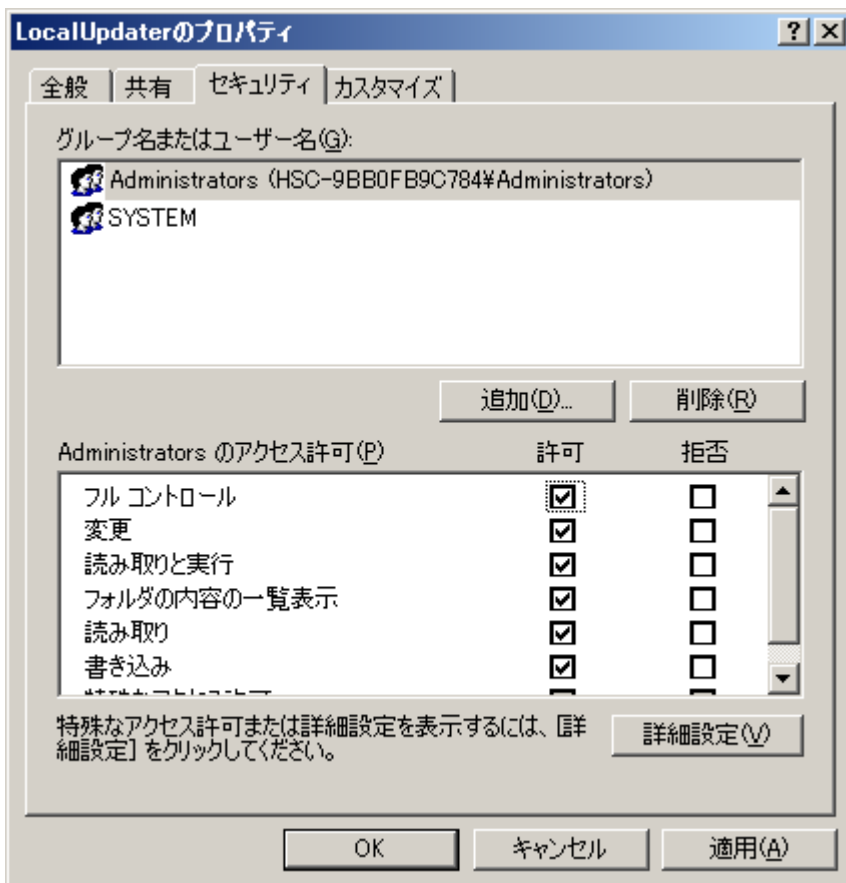 LocalUpdaterのプロパティ
全般 共有 セキュリティ カスタマイズ
グループ名またはユーザー名(G):
Administrators (HSC-9BB0FB9C784¥Administrators)
SYSTEM
追加(D)... 削除(R)
Administrators のアクセス許可(P) 許可 拒否
フル コントロール
変更
読み取りと実行
フォルダの内容の一覧表示
読み取り
書き込み
特殊なアクセス許可または詳細設定を表示するには、[詳
細設定] をクリックしてください。
詳細設定(V)
OK キャンセル 適用(A)